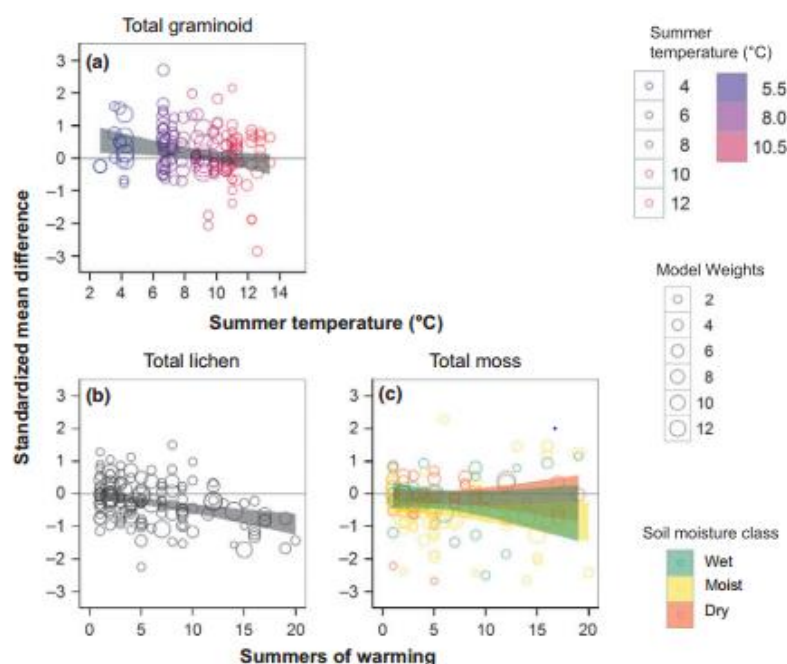 Total graminoid
(a)
3
2
1
0
–1
–2
–3
2 4 6 8 10 12 14
Summer temperature (°C)
Standardized mean difference
Summer
temperature (°C)
4
6
8
10
12
5.5
8.0
10.5
Model Weights
2
4
6
8
10
12
Total lichen
(b)
3
2
1
0
–1
–2
–3
0 5 10 15 20
Total moss
(c)
3
2
1
0
–1
–2
–3
0 5 10 15 20
Summers of warming
Soil moisture class
Wet
Moist
Dry